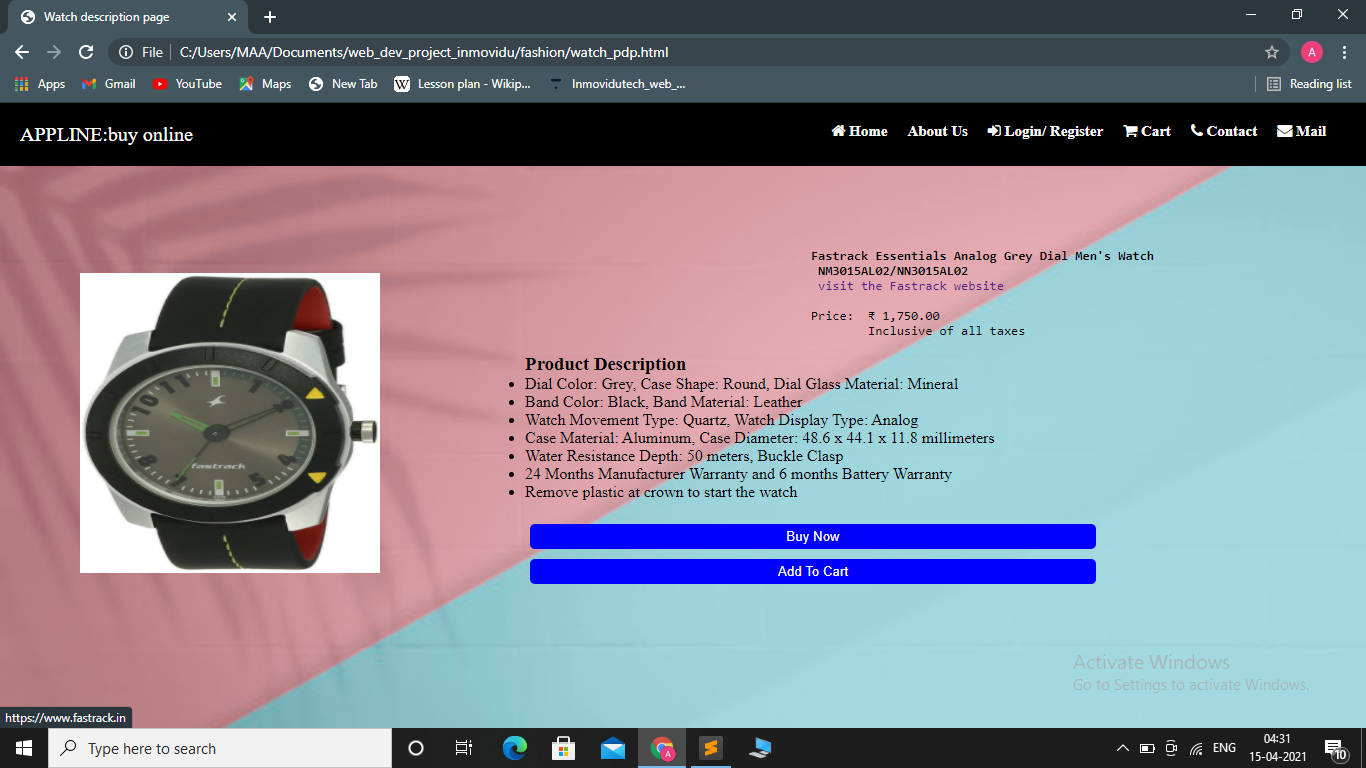 Watch description page
File
C:/Users/MAA/Documents/web_dev_project_inmovidu/fashion/watch_pdp.html
A
Apps
Gmail
YouTube
Maps
New Tab
W
Lesson plan - Wikip...
Inmovidutech_web_...
Reading list
APPLINE:buy online
Home
About Us
Login/ Register
Cart
Contact
Mail
Fastrack Essentials Analog Grey Dial Men's Watch
NM3015AL02/NN3015AL02
visit the Fastrack website
Price: ₹ 1,750.00
Inclusive of all taxes
10
fastrack
Product Description
• Dial Color: Grey, Case Shape: Round, Dial Glass Material: Mineral
• Band Color: Black, Band Material: Leather
• Watch Movement Type: Quartz, Watch Display Type: Analog
• Case Material: Aluminum, Case Diameter: 48.6 x 44.1 x 11.8 millimeters
• Water Resistance Depth: 50 meters, Buckle Clasp
• 24 Months Manufacturer Warranty and 6 months Battery Warranty
• Remove plastic at crown to start the watch
Buy Now
Add To Cart
Activate Windows
Go to Settings to activate Windows.
https://www.fastrack.in
Type here to search
A
ENG
04:31
15-04-2021
10